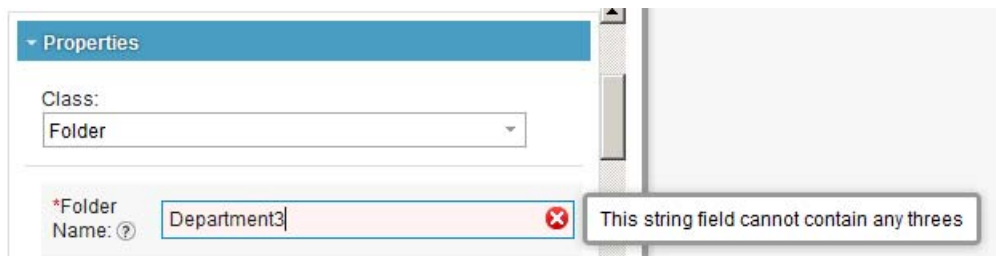 Properties
Class:
Folder
*Folder
Name:
Department3
This string field cannot contain any threes